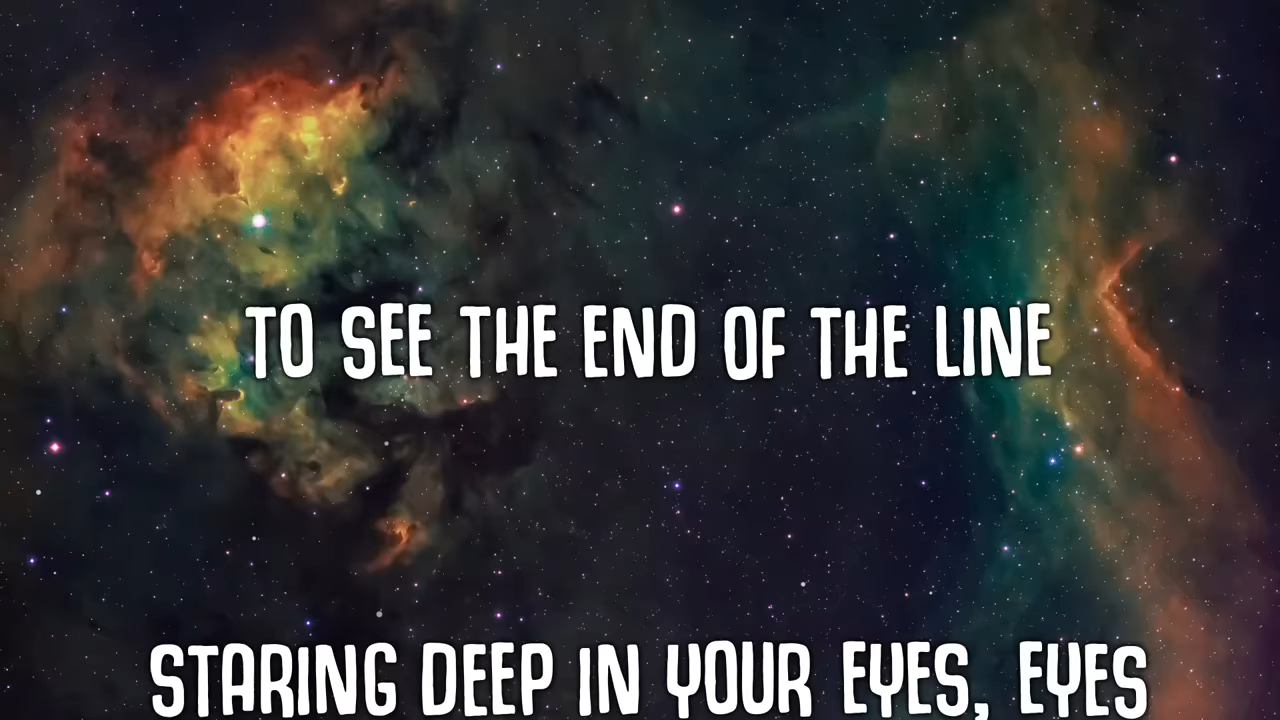 TO SEE THE END OF THE LINE
STARING DEEP IN YOUR EYES, EYES